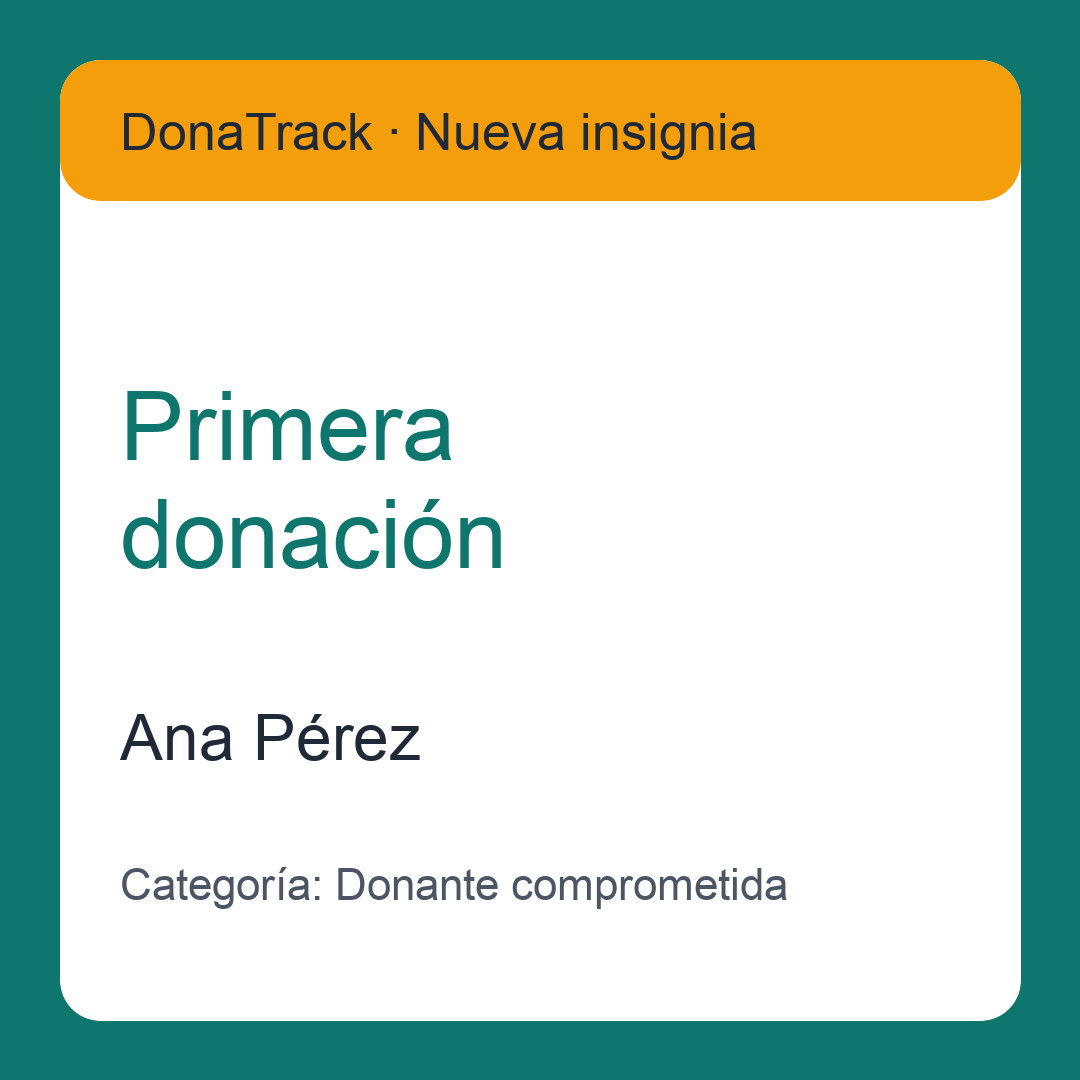 DonaTrack · Nueva insignia
Primera
donación
Ana Pérez
Categoría: Donante comprometida